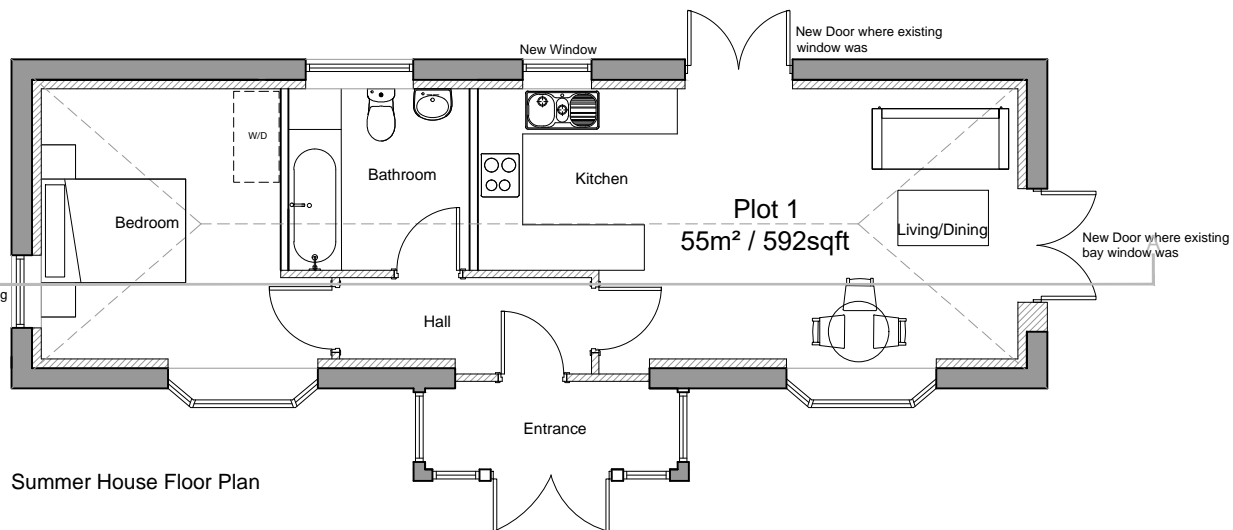 New Door where existing
window was
New Window
W/D
Bathroom
Kitchen
Bedroom
Plot 1
55m² / 592sqft
Living/Dining
New Door where existing
bay window was
A
g
Hall
Entrance
Summer House Floor Plan